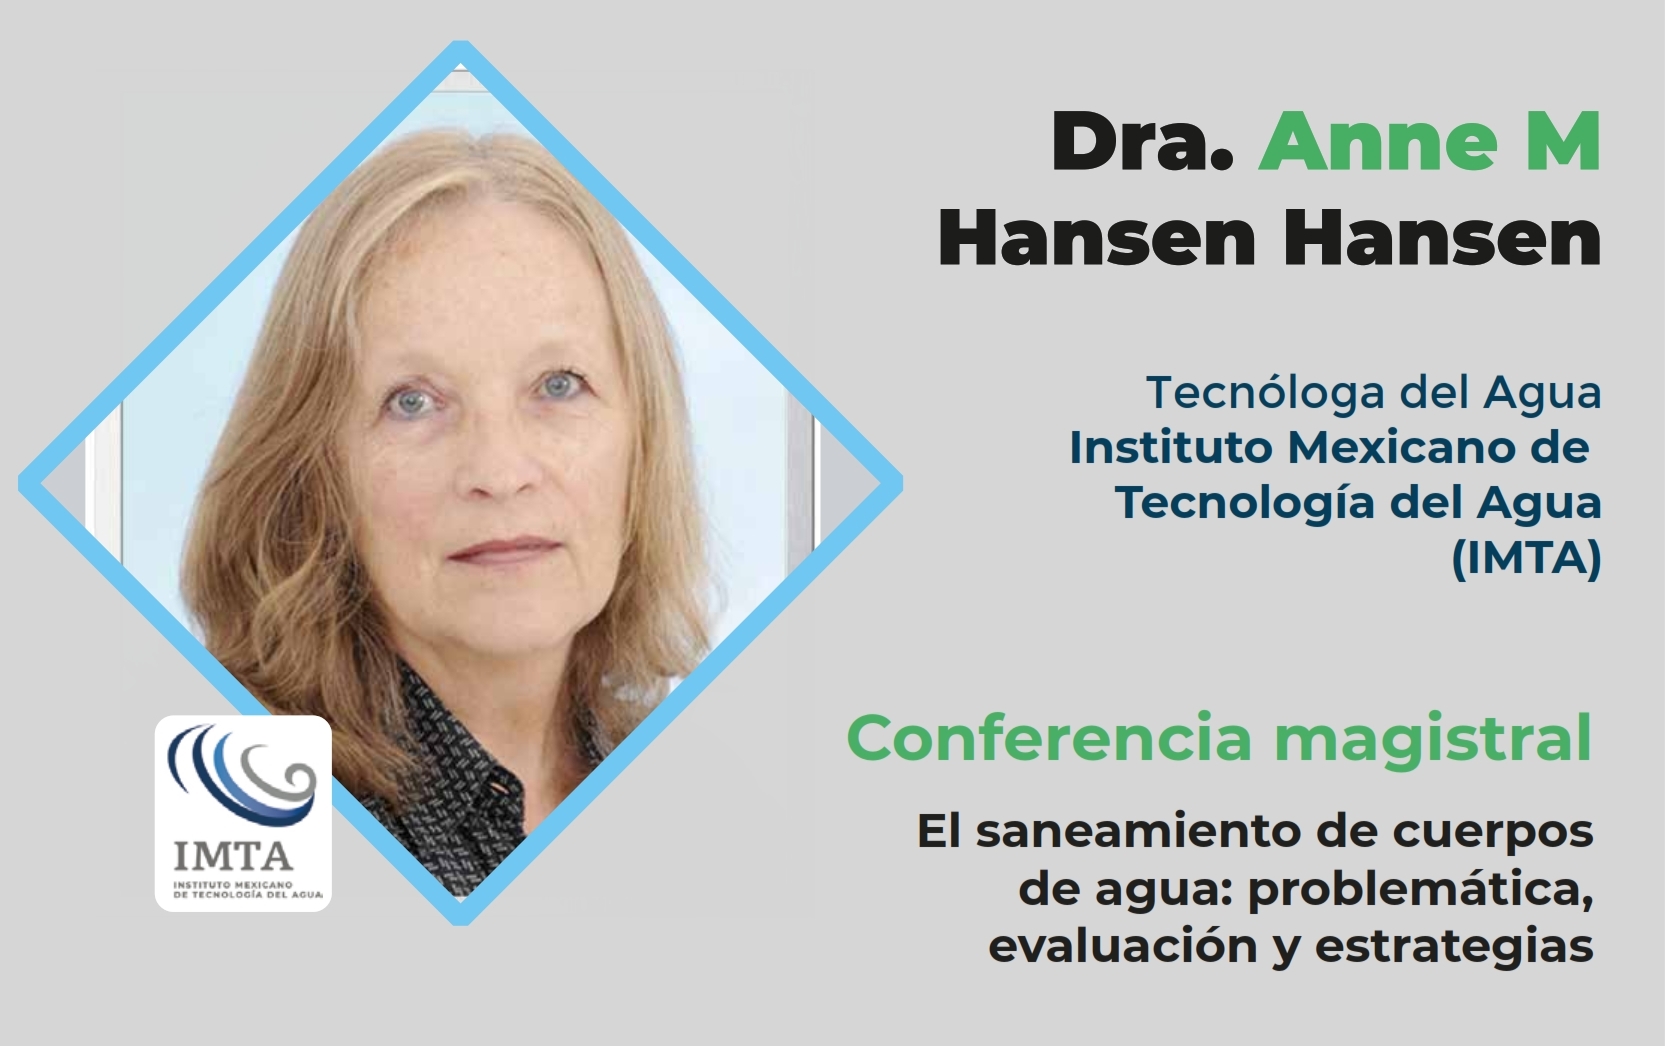 Dra. Anne M
Hansen Hansen
Tecnóloga del Agua
Instituto Mexicano de
Tecnología del Agua
(IMTA)
Conferencia magistral
El saneamiento de cuerpos
de agua: problemática,
evaluación y estrategias
IMTA
INSTITUTO MEXICANO
DE TECNOLOGÍA DEL AGUA